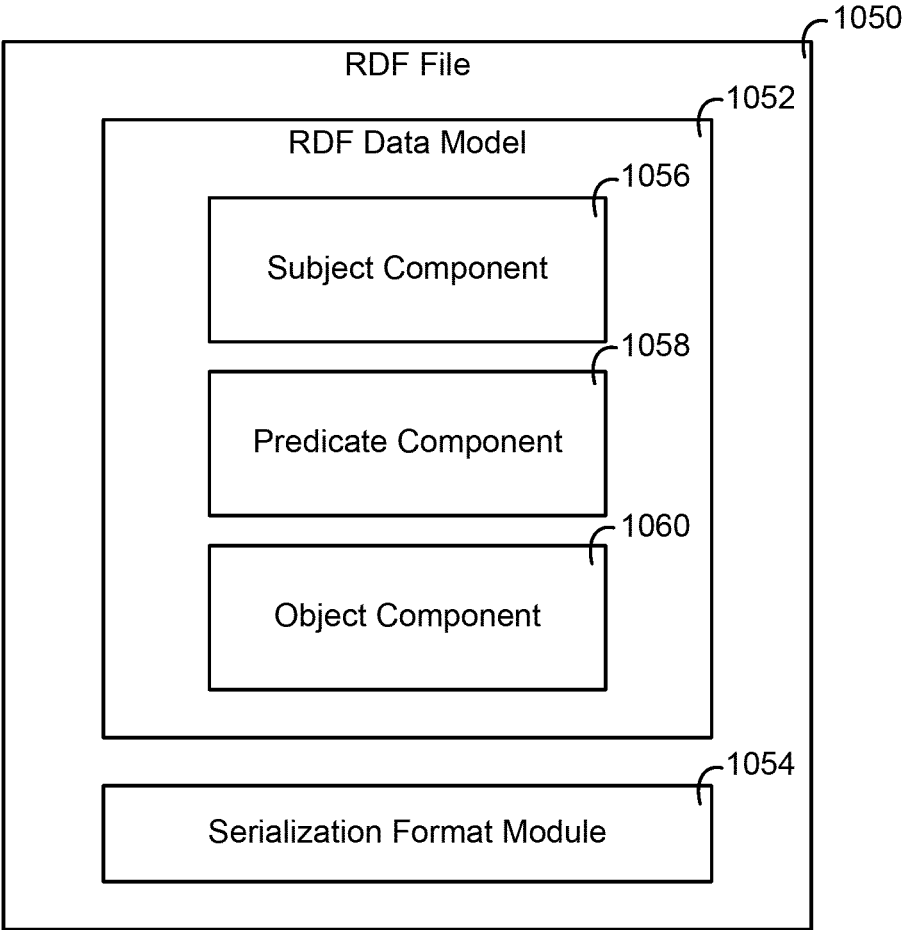 1050
RDF File
1052
RDF Data Model
1056
Subject Component
1058
Predicate Component
1060
Object Component
1054
Serialization Format Module